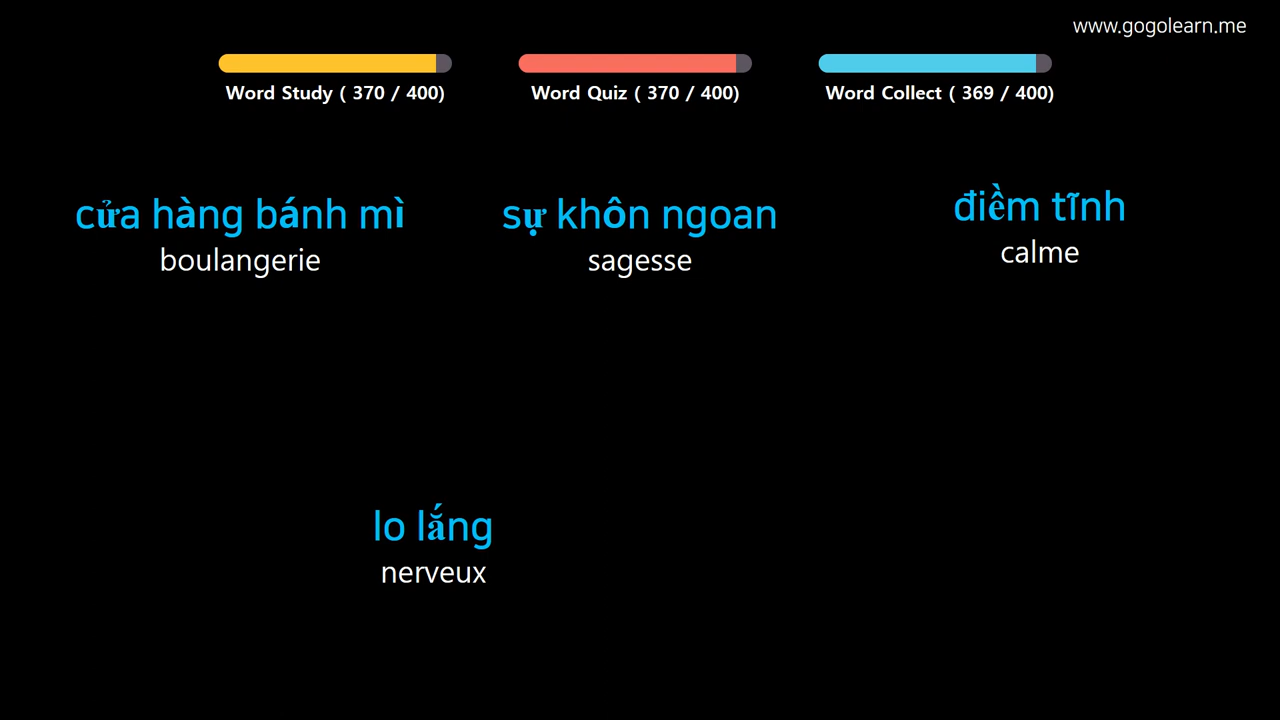 www.gogolearn.me
Word Study ( 370 / 400)
Word Quiz ( 370 / 400)
Word Collect ( 369 / 400)
cửa hàng bánh mì
boulangerie
sự khôn ngoan
sagesse
điềm tĩnh
calme
lo lắng
nerveux